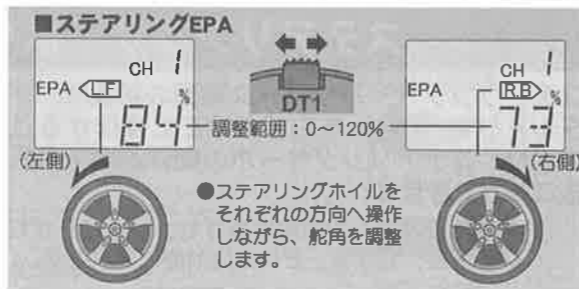 ■ステアリングEPA
CH 1
EPA L.F
84%
(左側)
DT1
調整範囲：0〜120%
CH 1
EPA R.B
73%
(右側)
●ステアリングホイルを
それぞれの方向へ操作
しながら、舵角を調整
します。